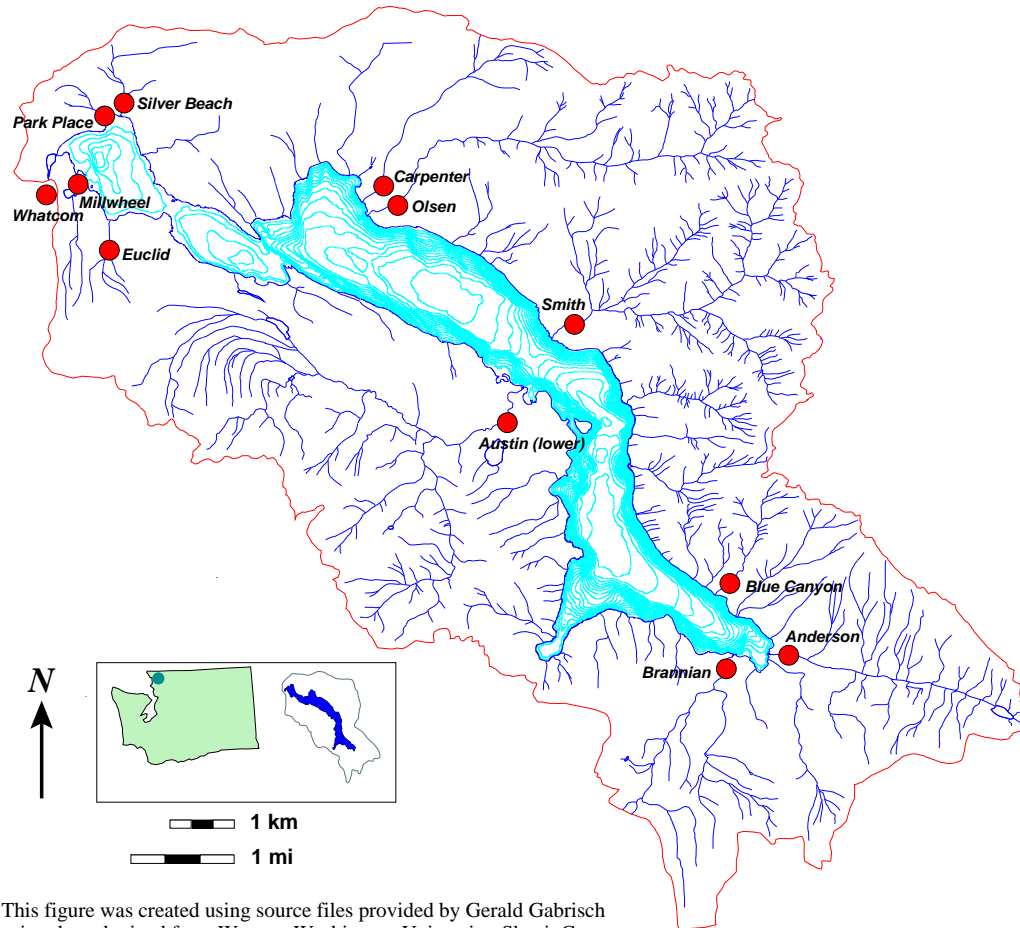 Silver Beach
Park Place
Carpenter
Olsen
Millwheel
Whatcom
Euclid
Smith
Austin (lower)
Blue Canyon
Anderson
Brannian
N
1 km
1 mi
This figure was created using source files provided by Gerald Gabrisch